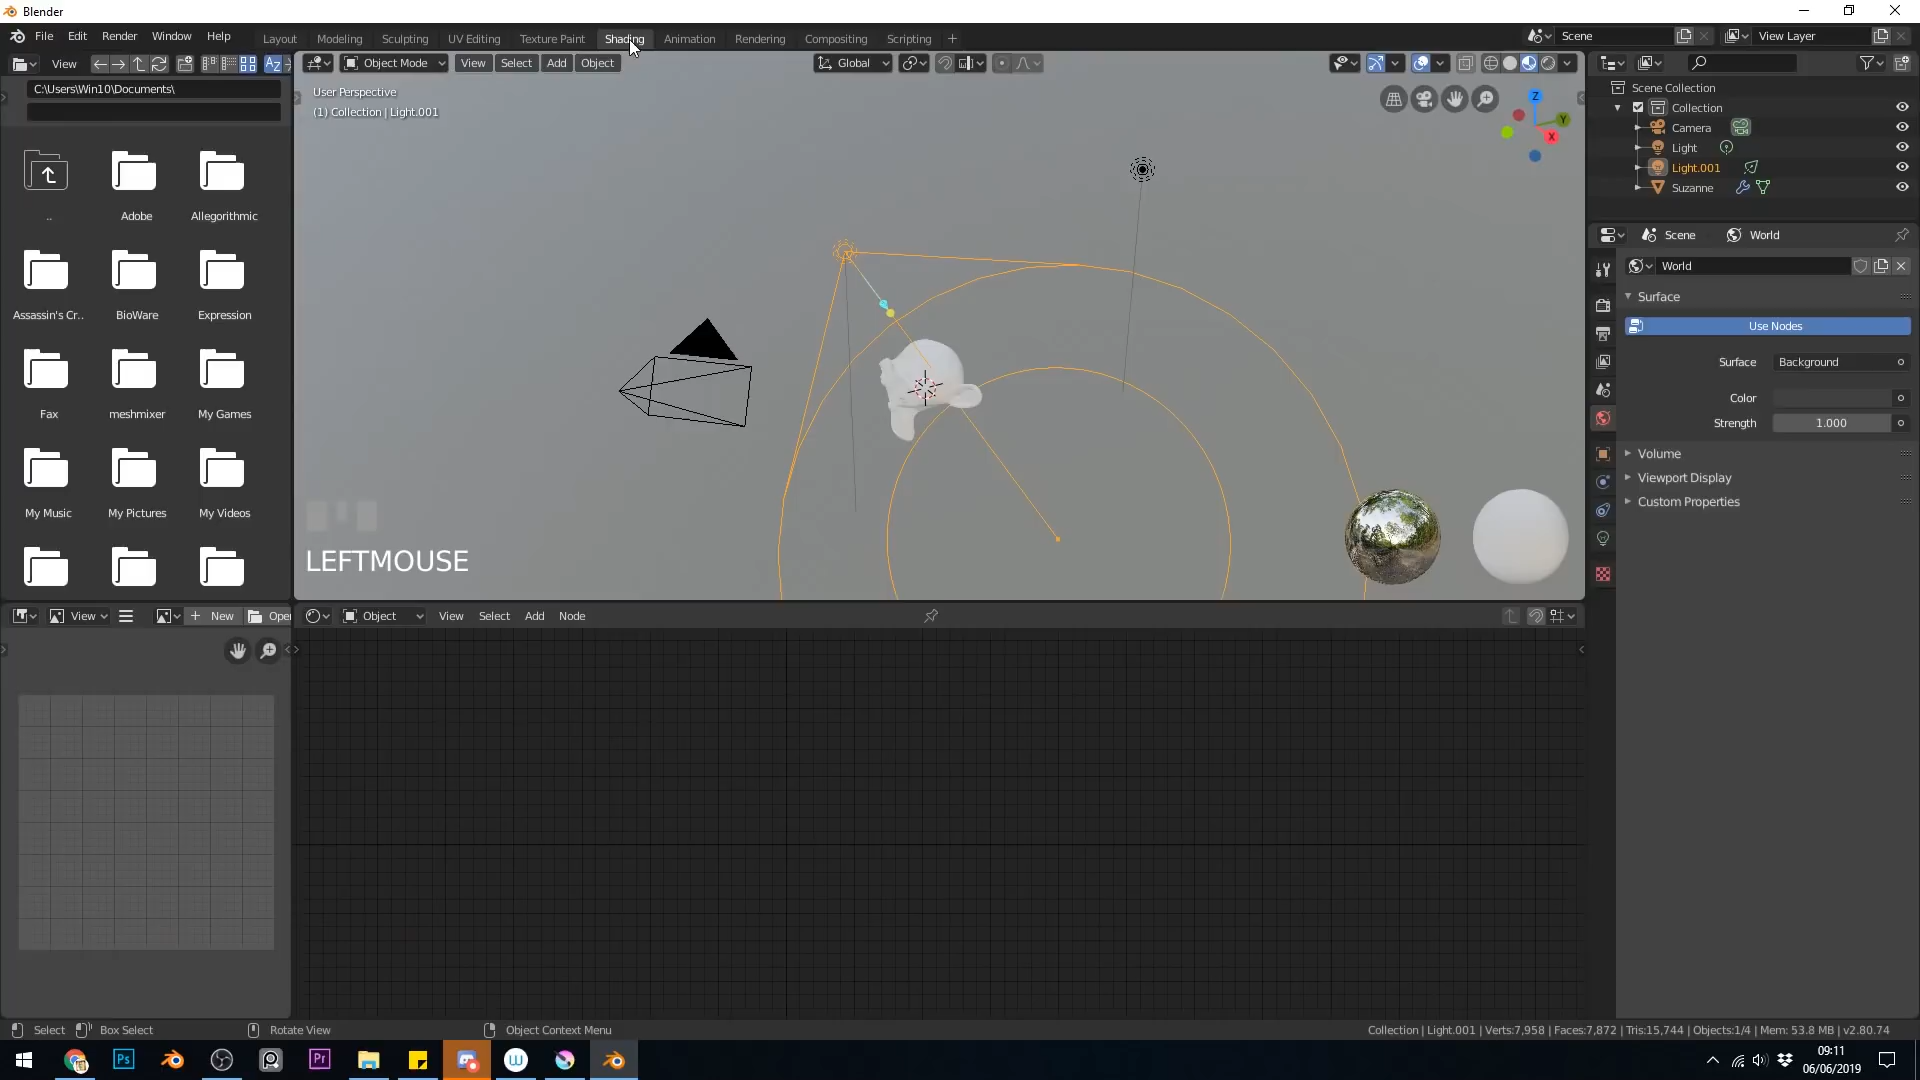 Blender
File Edit Render Window Help
Layout Modeling Sculpting UV Editing Texture Paint Shading Animation Rendering Compositing Scripting +
Scene
View Layer
View
Object Mode View Select Add Object
Global
C:\Users\Win10\Documents\
User Perspective
(1) Collection | Light.001
Z
Y
X
Scene Collection
Collection
Camera
Light
Light.001
Suzanne
..
Adobe
Allegorithmic
Assassin's Cr..
BioWare
Expression
Fax
meshmixer
My Games
My Music
My Pictures
My Videos
LEFTMOUSE
Scene World
World
Surface
Use Nodes
Surface Background
Color
Strength 1.000
Volume
Viewport Display
Custom Properties
View New Oper
Object View Select Add Node
Select Box Select Rotate View Object Context Menu
Collection | Light.001 | Verts:7,958 | Faces:7,872 | Tris:15,744 | Objects:1/4 | Mem: 53.8 MB | v2.80.74
Ps
Pr
W
09:11
06/06/2019